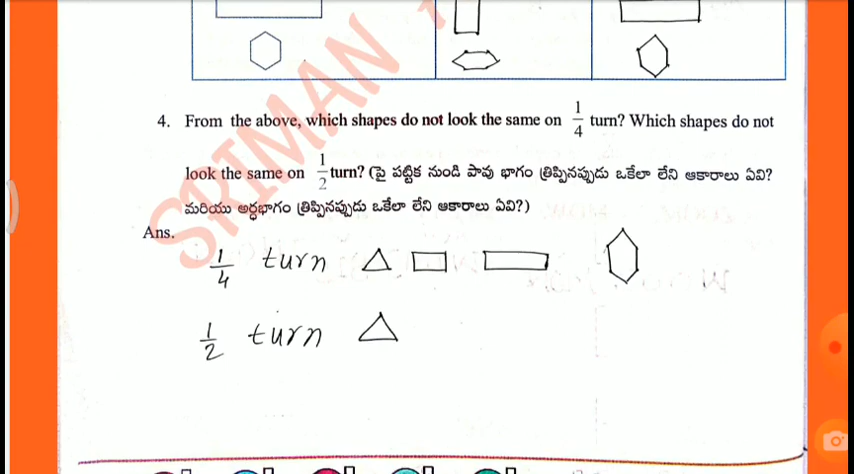 SRIMAN
4. From the above, which shapes do not look the same on 1/4 turn? Which shapes do not
look the same on 1/2 turn? (పై పట్టిక నుండి పావు భాగం త్రిప్పినప్పుడు ఒకేలా లేని ఆకారాలు ఏవి?
మరియు అర్ధభాగం త్రిప్పినప్పుడు ఒకేలా లేని ఆకారాలు ఏవి?)
Ans.
1/4 turn
1/2 turn